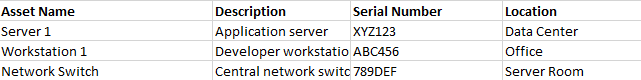 Asset Name Description Serial Number Location
Server 1 Application server XYZ123 Data Center
Workstation 1 Developer workstatio ABC456 Office
Network Switch Central network switc 789DEF Server Room